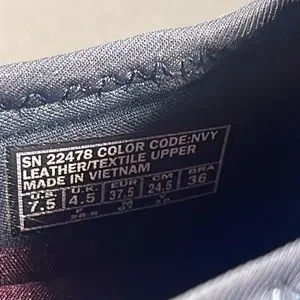 SN 22478 COLOR CODE:NVY
LEATHER/TEXTILE UPPER
MADE IN VIETNAM
U.S. U.K. EUR CM BRA
7.5 4.5 37.5 24.5 36